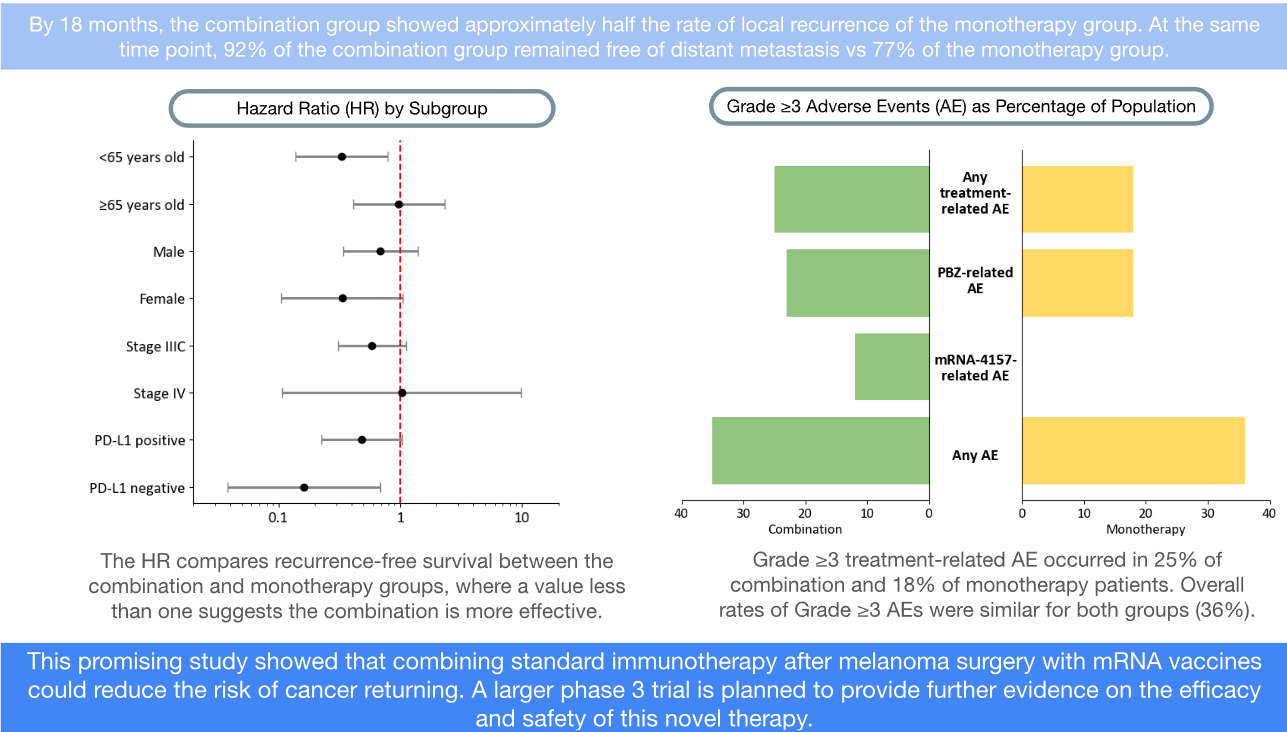 By 18 months, the combination group showed approximately half the rate of local recurrence of the monotherapy group. At the same
time point, 92% of the combination group remained free of distant metastasis vs 77% of the monotherapy group.
Hazard Ratio (HR) by Subgroup
<65 years old
≥65 years old
Male
Female
Stage IIIC
Stage IV
PD-L1 positive
PD-L1 negative
0.1 1 10
The HR compares recurrence-free survival between the
combination and monotherapy groups, where a value less
than one suggests the combination is more effective.
Grade ≥3 Adverse Events (AE) as Percentage of Population
Any
treatment-
related AE
PBZ-related
AE
mRNA-4157-
related AE
Any AE
40 30 20 10 0 0 10 20 30 40
Combination Monotherapy
Grade ≥3 treatment-related AE occurred in 25% of
combination and 18% of monotherapy patients. Overall
rates of Grade ≥3 AEs were similar for both groups (36%).
This promising study showed that combining standard immunotherapy after melanoma surgery with mRNA vaccines
could reduce the risk of cancer returning. A larger phase 3 trial is planned to provide further evidence on the efficacy
and safety of this novel therapy.